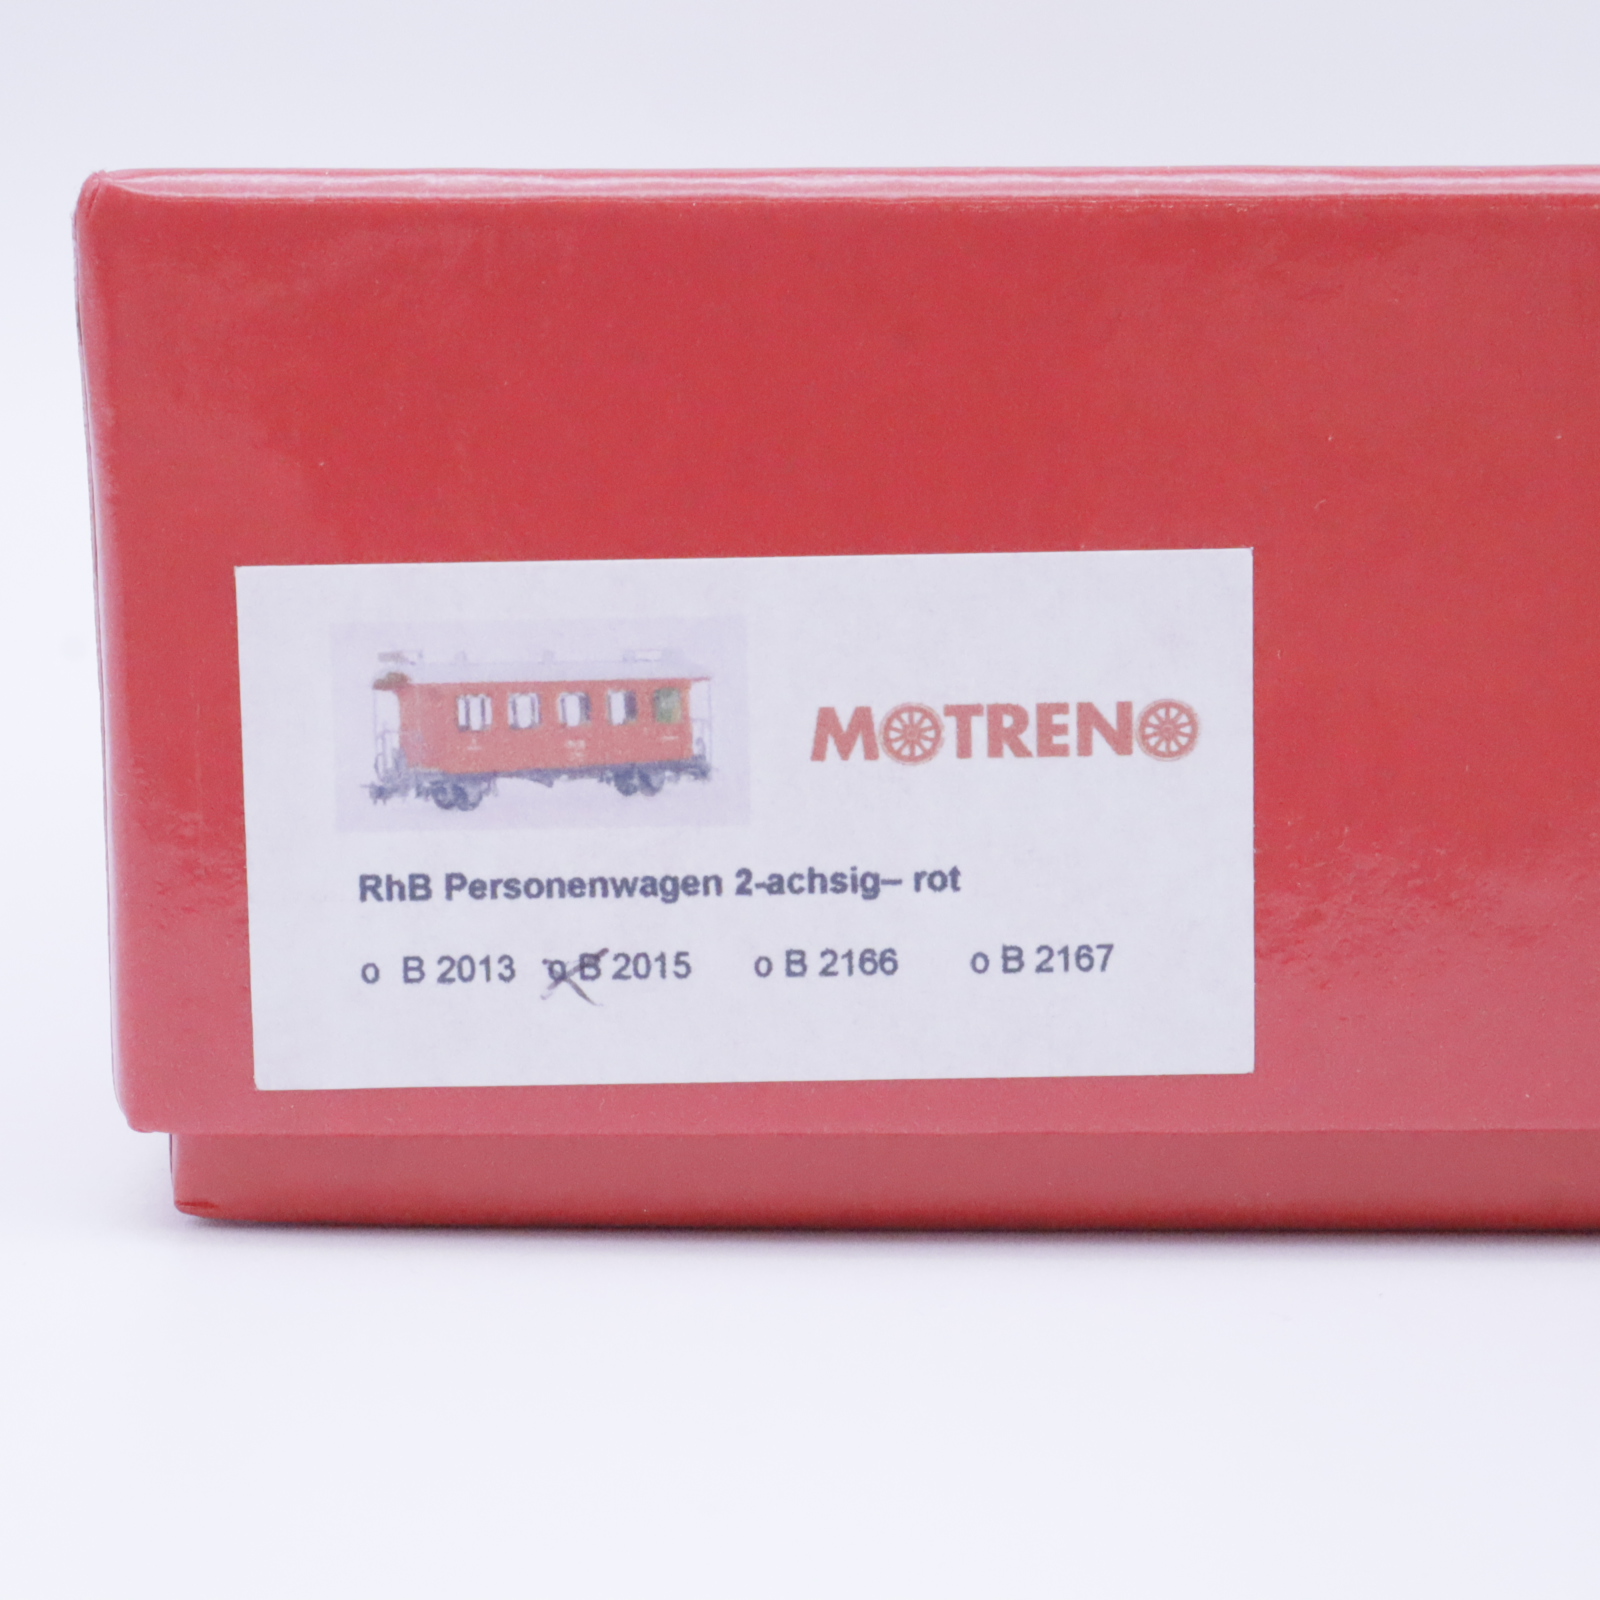 MOTRENO
RhB Personenwagen 2-achsig– rot
o B 2013 o B 2015 o B 2166 o B 2167